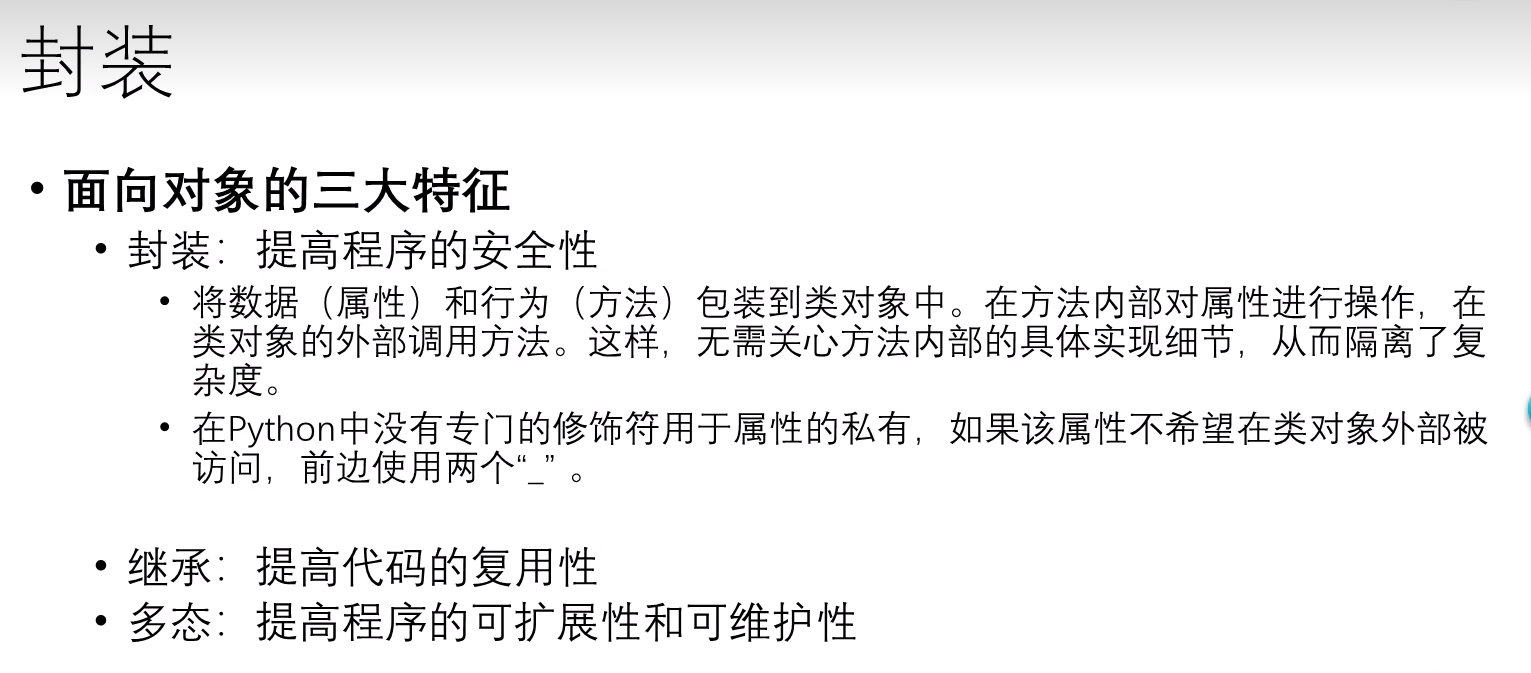 封装
• 面向对象的三大特征
• 封装：提高程序的安全性
• 将数据（属性）和行为（方法）包装到类对象中。在方法内部对属性进行操作，在
类对象的外部调用方法。这样，无需关心方法内部的具体实现细节，从而隔离了复
杂度。
• 在Python中没有专门的修饰符用于属性的私有，如果该属性不希望在类对象外部被
访问，前边使用两个“_” 。
• 继承：提高代码的复用性
• 多态：提高程序的可扩展性和可维护性